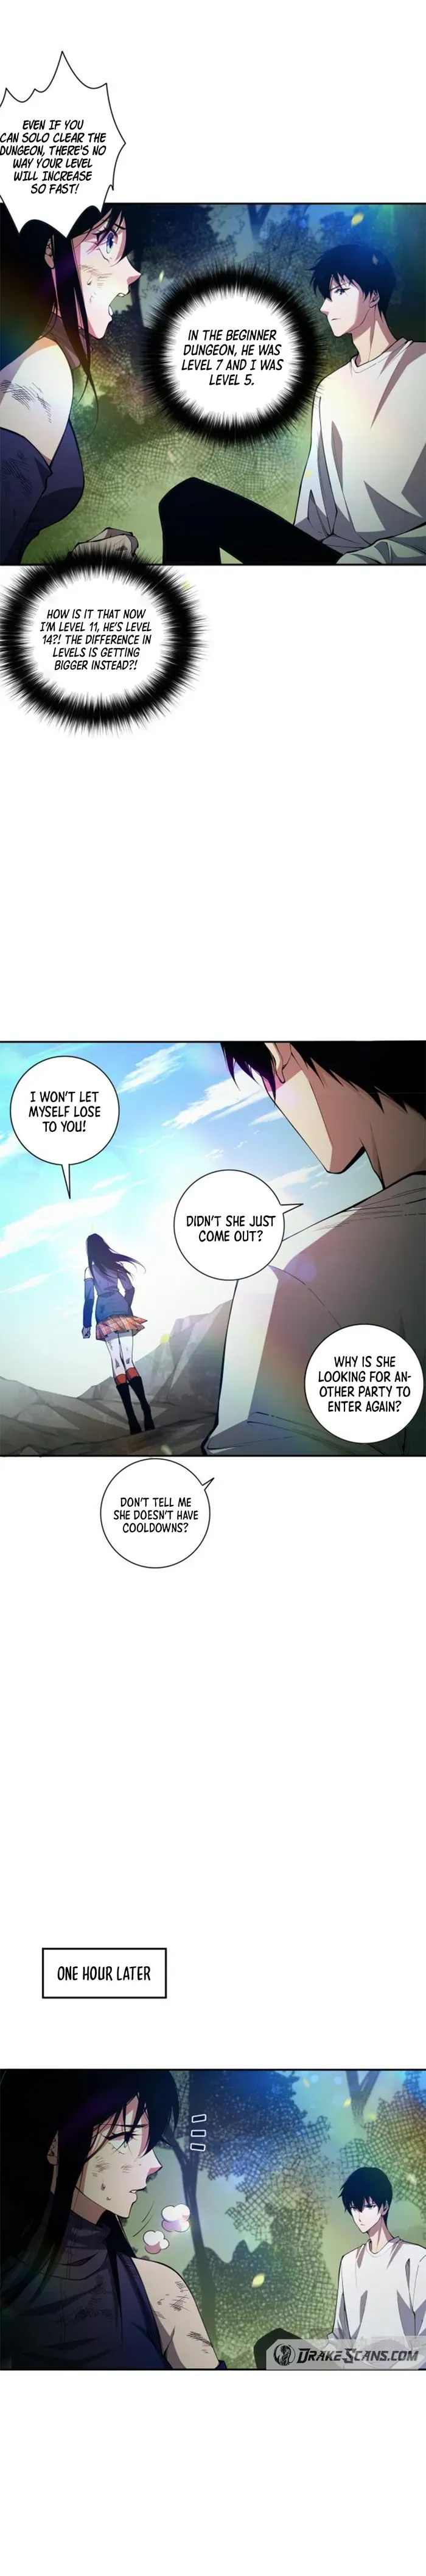 EVEN IF YOU
CAN SOLO CLEAR THE
DUNGEON, THERE'S NO
WAY YOUR LEVEL
WILL INCREASE
SO FAST!
IN THE BEGINNER
DUNGEON, HE WAS
LEVEL 7 AND I WAS
LEVEL 5.
HOW IS IT THAT NOW
I'M LEVEL 11, HE'S LEVEL
14?! THE DIFFERENCE IN
LEVELS IS GETTING
BIGGER INSTEAD?!
I WON'T LET
MYSELF LOSE
TO YOU!
DIDN'T SHE JUST
COME OUT?
WHY IS SHE
LOOKING FOR AN-
OTHER PARTY TO
ENTER AGAIN?
DON'T TELL ME
SHE DOESN'T HAVE
COOLDOWNS?
ONE HOUR LATER
DRAKESCANS.COM